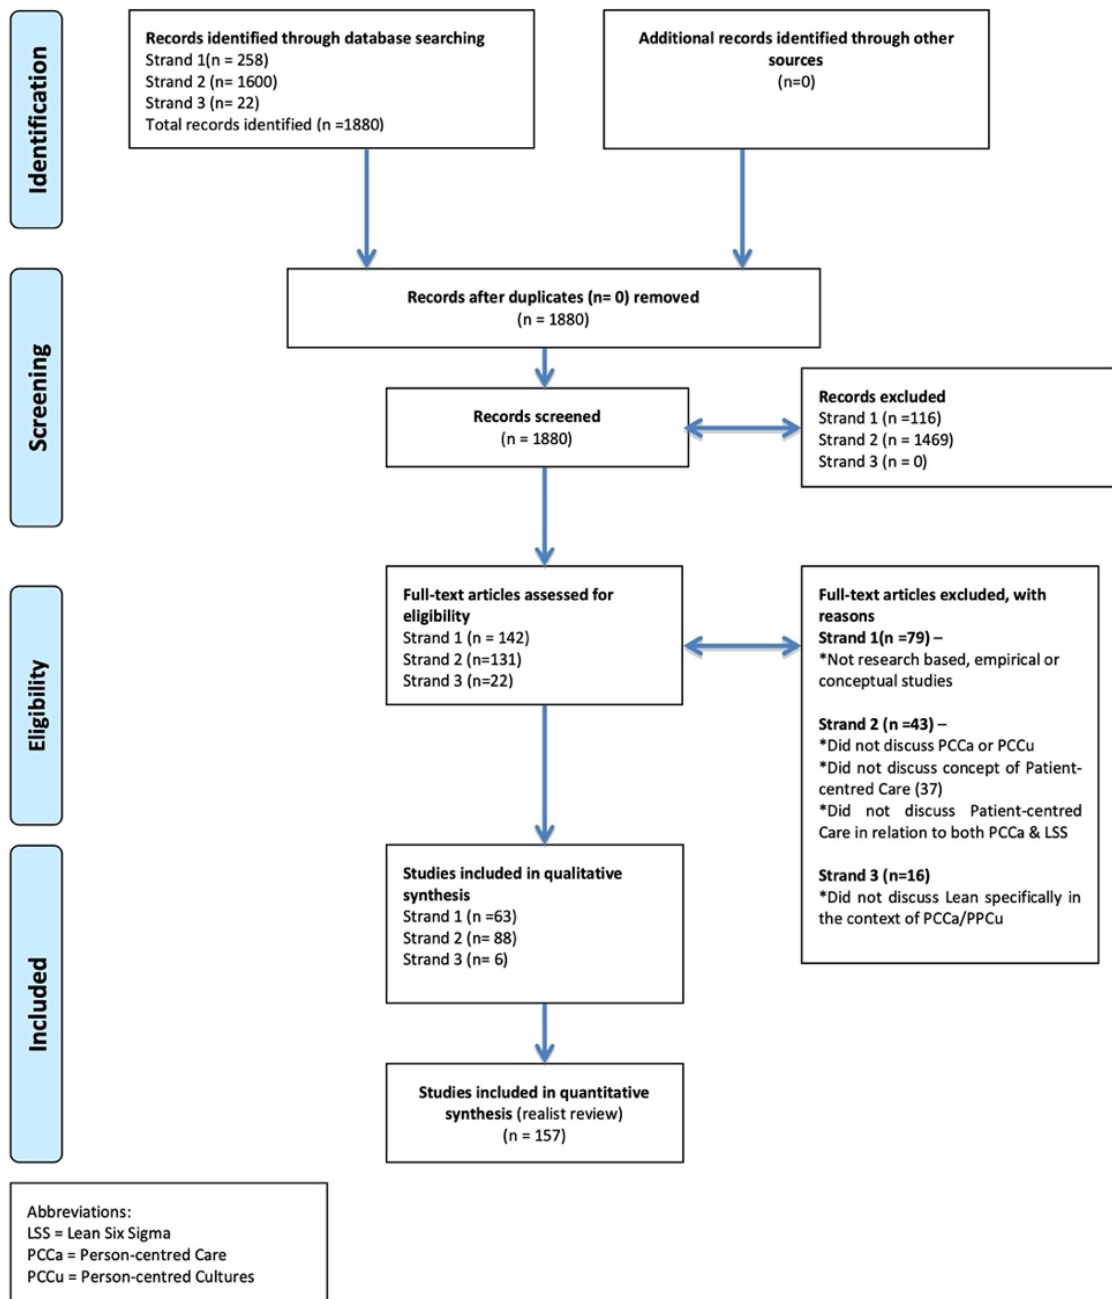 Identification
Records identified through database searching
Strand 1(n = 258)
Strand 2 (n= 1600)
Strand 3 (n= 22)
Total records identified (n =1880)
Additional records identified through other
sources
(n=0)
Screening
Records after duplicates (n= 0) removed
(n = 1880)
Records screened
(n = 1880)
Records excluded
Strand 1 (n =116)
Strand 2 (n = 1469)
Strand 3 (n = 0)
Eligibility
Full-text articles assessed for
eligibility
Strand 1 (n = 142)
Strand 2 (n=131)
Strand 3 (n=22)
Full-text articles excluded, with
reasons
Strand 1(n =79) –
*Not research based, empirical or
conceptual studies
Strand 2 (n =43) –
*Did not discuss PCCa or PCCu
*Did not discuss concept of Patient-
centred Care (37)
*Did not discuss Patient-centred
Care in relation to both PCCa & LSS
Strand 3 (n=16)
*Did not discuss Lean specifically in
the context of PCCa/PPCu
Included
Studies included in qualitative
synthesis
Strand 1 (n =63)
Strand 2 (n= 88)
Strand 3 (n= 6)
Studies included in quantitative
synthesis (realist review)
(n = 157)
Abbreviations:
LSS = Lean Six Sigma
PCCa = Person-centred Care
PCCu = Person-centred Cultures